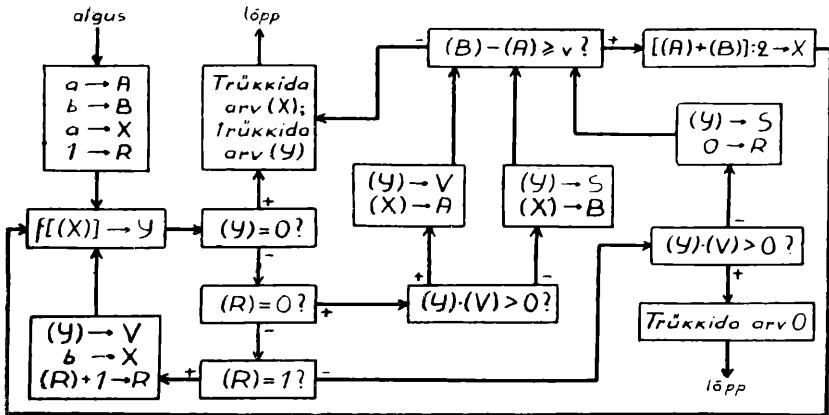 algus
a → A
b → B
a → X
1 → R
f[(X)] → Y
(Y) → V
b → X
(R)+1 → R
lõpp
Trükkida
arv (X);
trükkida
arv (Y)
+
(Y) = 0?
-
(R) = 0?
+
-
(R) = 1?
+
-
-
(B) - (A) ⩾ v?
+
[(A)+(B)]:2 → X
(Y) → V
(X) → A
(Y) → S
(X) → B
+
-
(Y)·(V) > 0?
(Y) → S
0 → R
-
(Y)·(V) > 0?
+
Trükkida arv 0
lõpp